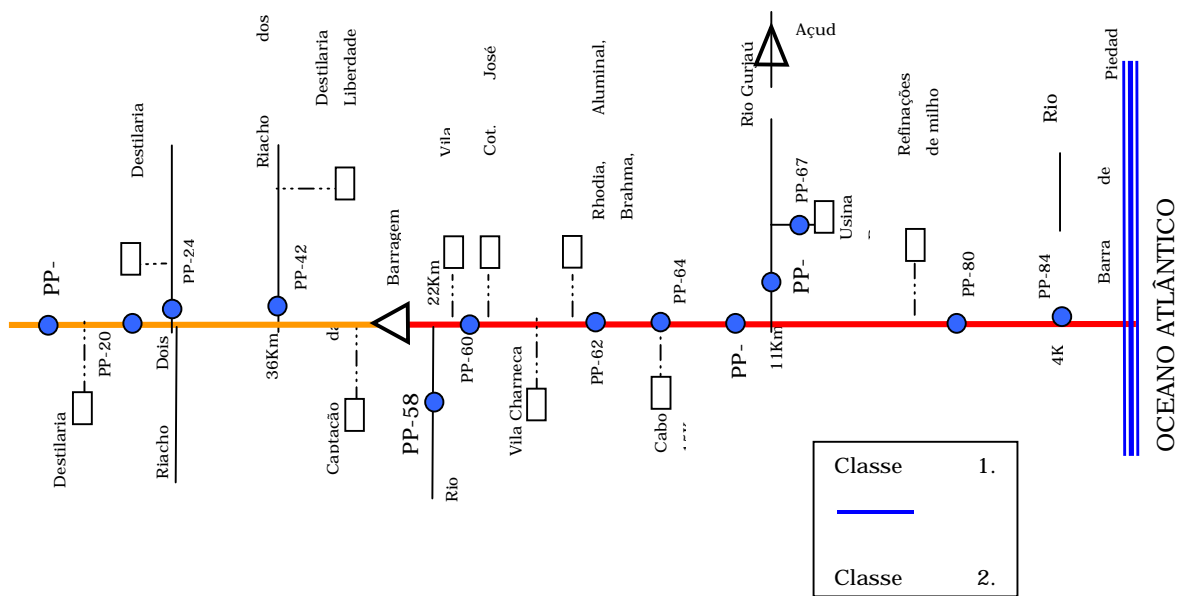 dos
Riacho
Destilaria
Liberdade
Destilaria
PP-24
PP-
PP-42
36Km
PP-20
Dois
Riacho
Destilaria
Barragem
22Km
Captação
da
PP-58
Rio
PP-60
Vila
José
Cot.
Vila Charneca
Aluminal,
Rhodia,
Brahma,
PP-62
PP-64
Cabo
PP-
11Km
PP-
PP-67
Usina
Rio Gurjaú
Açud
Refinações
de milho
PP-80
PP-84
4K
Rio
Piedad
de
Barra
OCEANO ATLÂNTICO
Classe 1.
Classe 2.